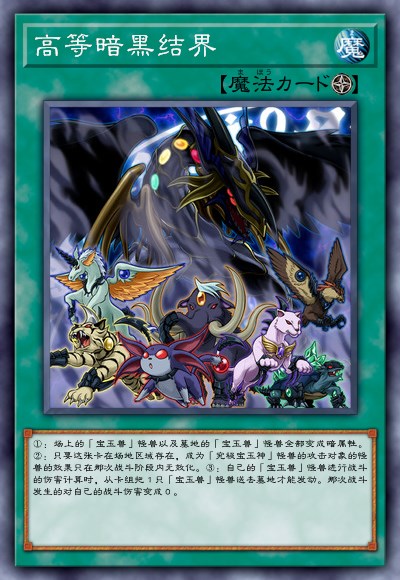 高等暗黑结界
魔
【魔法カード】
まほう
①：场上的「宝玉兽」怪兽以及墓地的「宝玉兽」怪兽全部变成暗属性。
②：只要这张卡在场地区域存在，成为「究极宝玉神」怪兽的攻击对象的怪
兽的效果只在那次战斗阶段内无效化。③：自己的「宝玉兽」怪兽进行战斗
的伤害计算时，从卡组把1只「宝玉兽」怪兽送去墓地才能发动。那次战斗
发生的对自己的战斗伤害变成0。